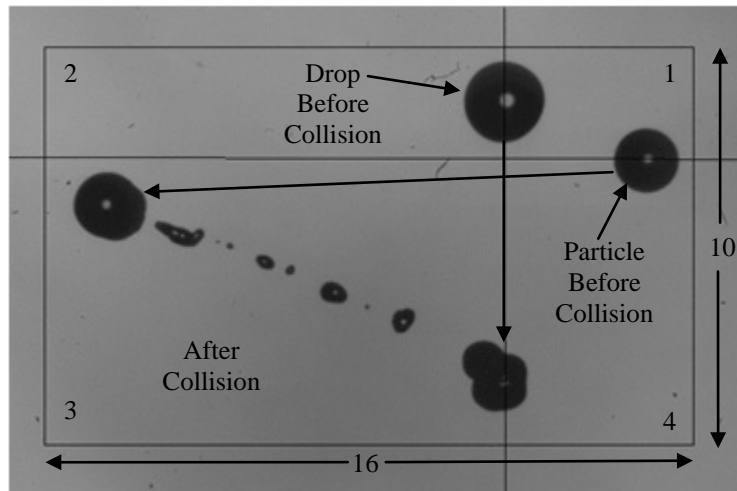 2
Drop
Before
Collision
1
Particle
Before
Collision
10
After
Collision
3
4
16